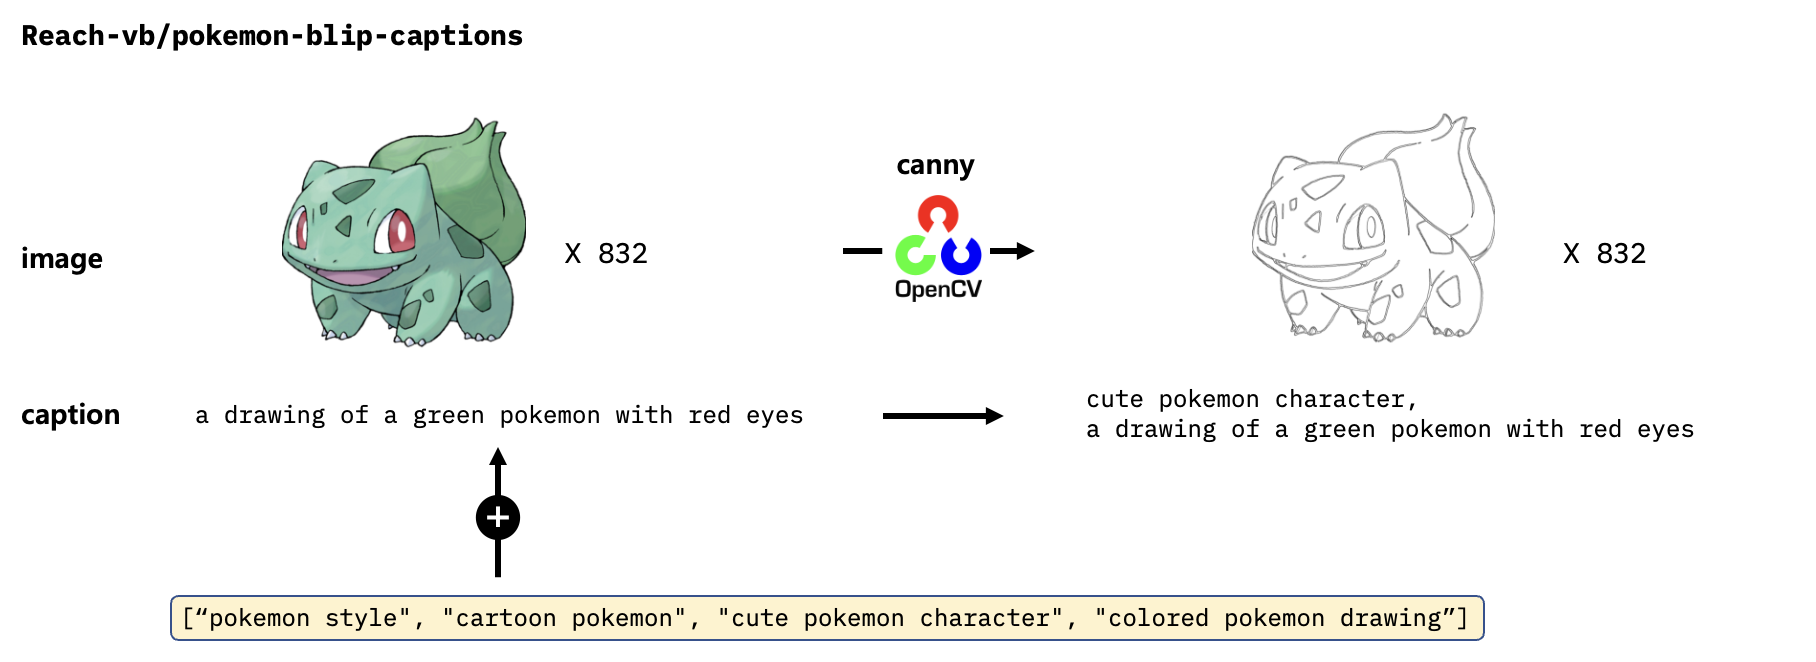 Reach-vb/pokemon-blip-captions
canny
OpenCV
image
X 832
X 832
caption
a drawing of a green pokemon with red eyes
cute pokemon character,
a drawing of a green pokemon with red eyes
[“pokemon style", "cartoon pokemon", "cute pokemon character", "colored pokemon drawing”]